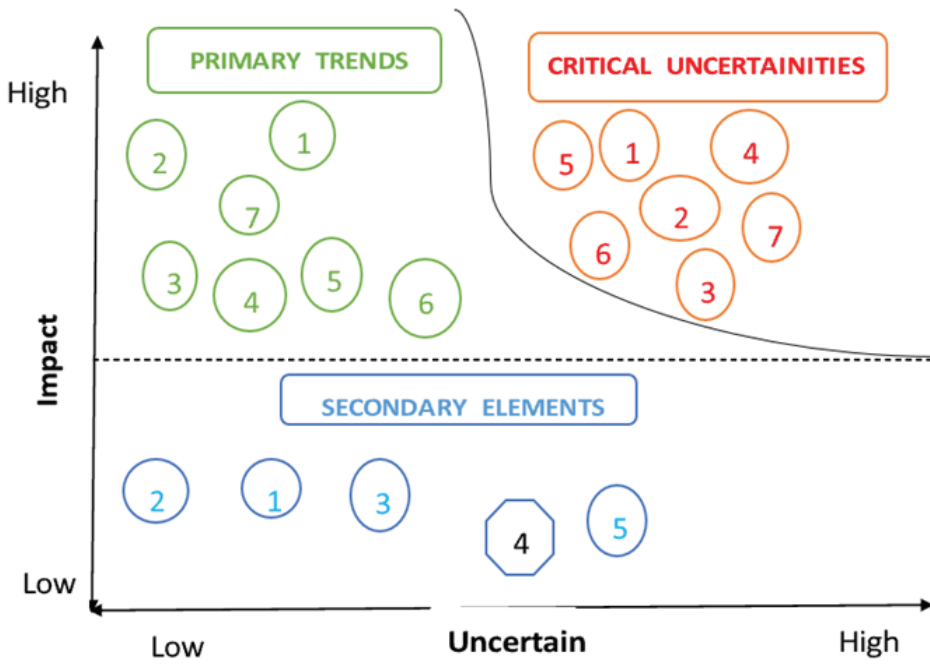 PRIMARY TRENDS
CRITICAL UNCERTAINITIES
High
1
2
7
3
4
5
6
5
1
4
2
6
7
3
Impact
SECONDARY ELEMENTS
2
1
3
4
5
Low
Low
Uncertain
High